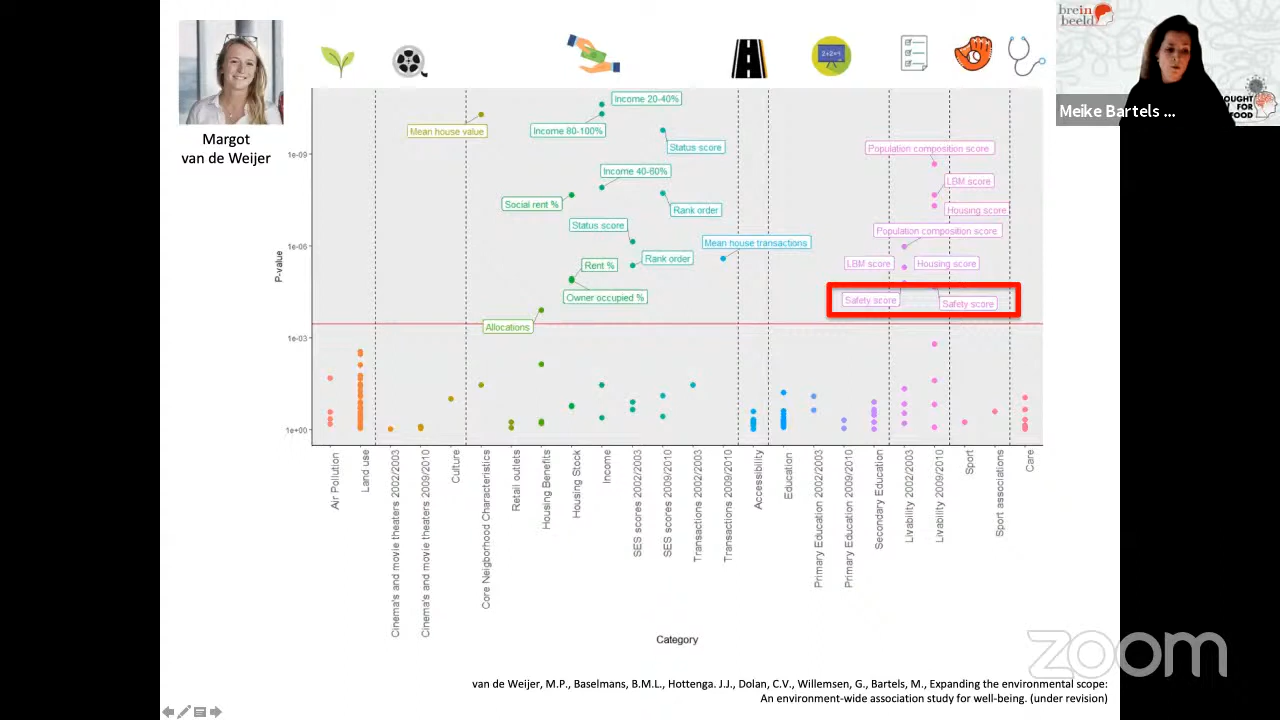 Margot
van de Weijer
brein
beeld
OUGHT
FOR
FOOD
Meike Bartels ...
2+2=1
Income 20-40%
Mean house value
Income 80-100%
Status score
Population composition score
1e-09
Income 40-60%
LBM score
Social rent %
Rank order
Housing score
Status score
Population composition score
1e-06
Mean house transactions
Rank order
Rent %
LBM score
Housing score
Owner occupied %
Safety score
Safety score
Allocations
1e-03
1e+00
P-value
Air Pollution
Land use
Cinema's and movie theaters 2002/2003
Cinema's and movie theaters 2009/2010
Culture
Core Neigborhood Characteristics
Retail outlets
Housing Benefits
Housing Stock
Income
SES scores 2002/2003
SES scores 2009/2010
Transactions 2002/2003
Transactions 2009/2010
Accessibility
Education
Primary Education 2002/2003
Primary Education 2009/2010
Secondary Education
Livability 2002/2003
Livability 2009/2010
Sport
Sport associations
Care
Category
zoom
van de Weijer, M.P., Baselmans, B.M.L., Hottenga. J.J., Dolan, C.V., Willemsen, G., Bartels, M., Expanding the environmental scope:
An environment-wide association study for well-being. (under revision)